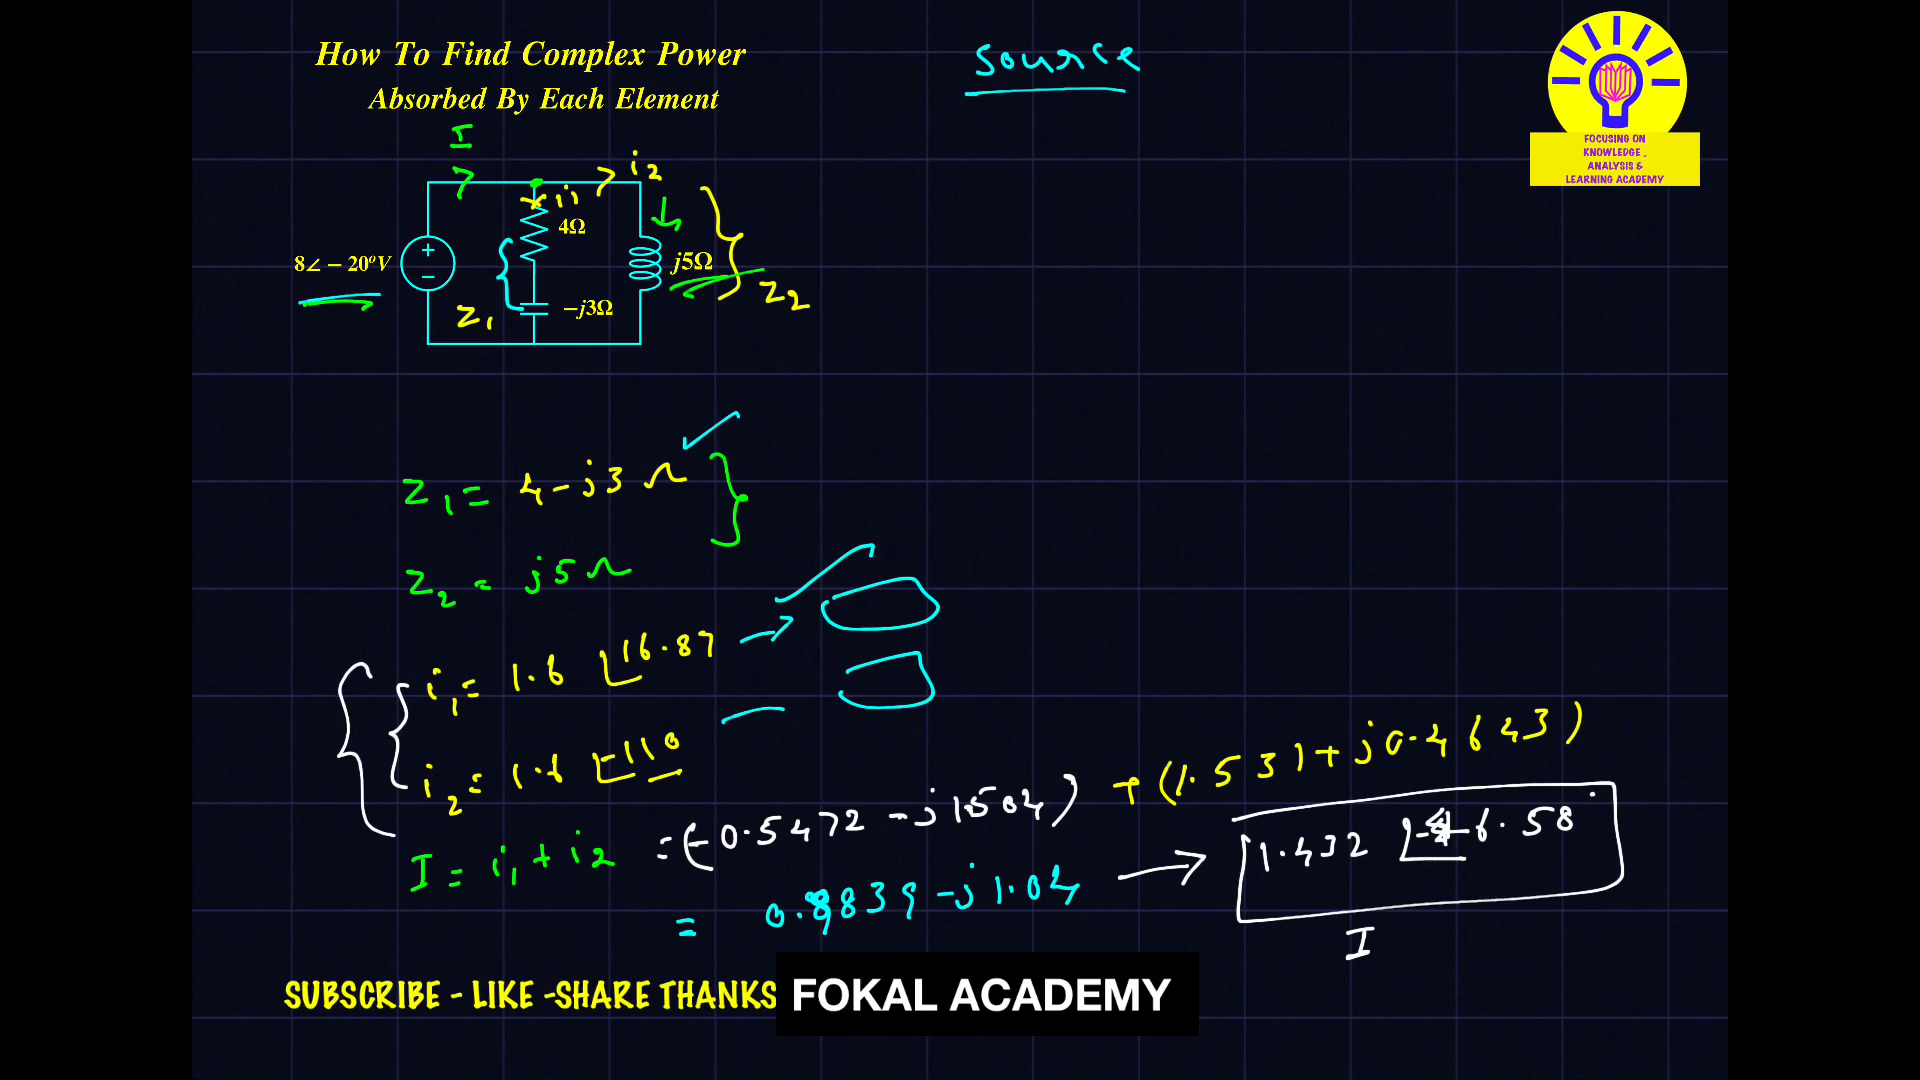 How To Find Complex Power
Absorbed By Each Element
source
FOCUSING ON
KNOWLEDGE ,
ANALYSIS &
LEARNING ACADEMY
I
i2
i1
4Ω
8∠ − 20ºV
+
−
j5Ω
−j3Ω
Z1
Z2
Z1 = 4 - j3 Ω
Z2 = j5 Ω
i1 = 1.6 ∠16.87
i2 = 1.6 ∠-110
I = i1 + i2 = (-0.5472 - j1.504) + (1.531 + j0.4643)
= 0.9839 - j1.04 → 1.432 ∠-46.58°
I
SUBSCRIBE - LIKE -SHARE THANKS
FOKAL ACADEMY